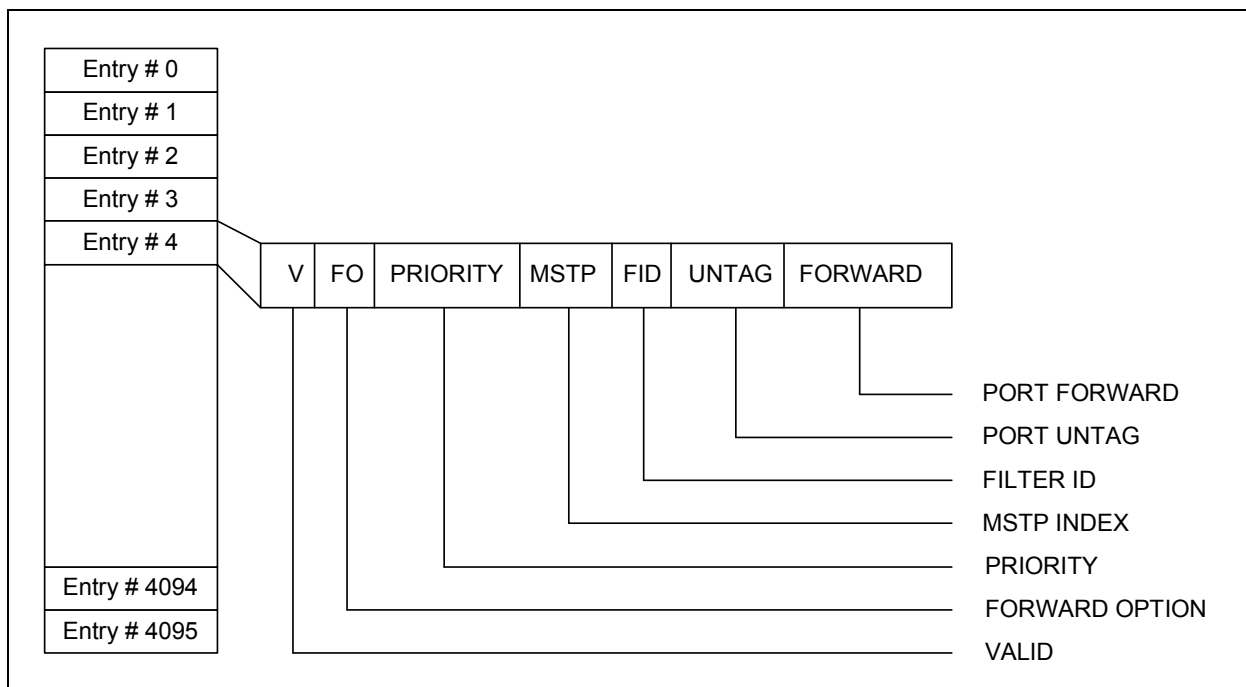 Entry # 0
Entry # 1
Entry # 2
Entry # 3
Entry # 4
V FO PRIORITY MSTP FID UNTAG FORWARD
PORT FORWARD
PORT UNTAG
FILTER ID
MSTP INDEX
PRIORITY
FORWARD OPTION
VALID
Entry # 4094
Entry # 4095